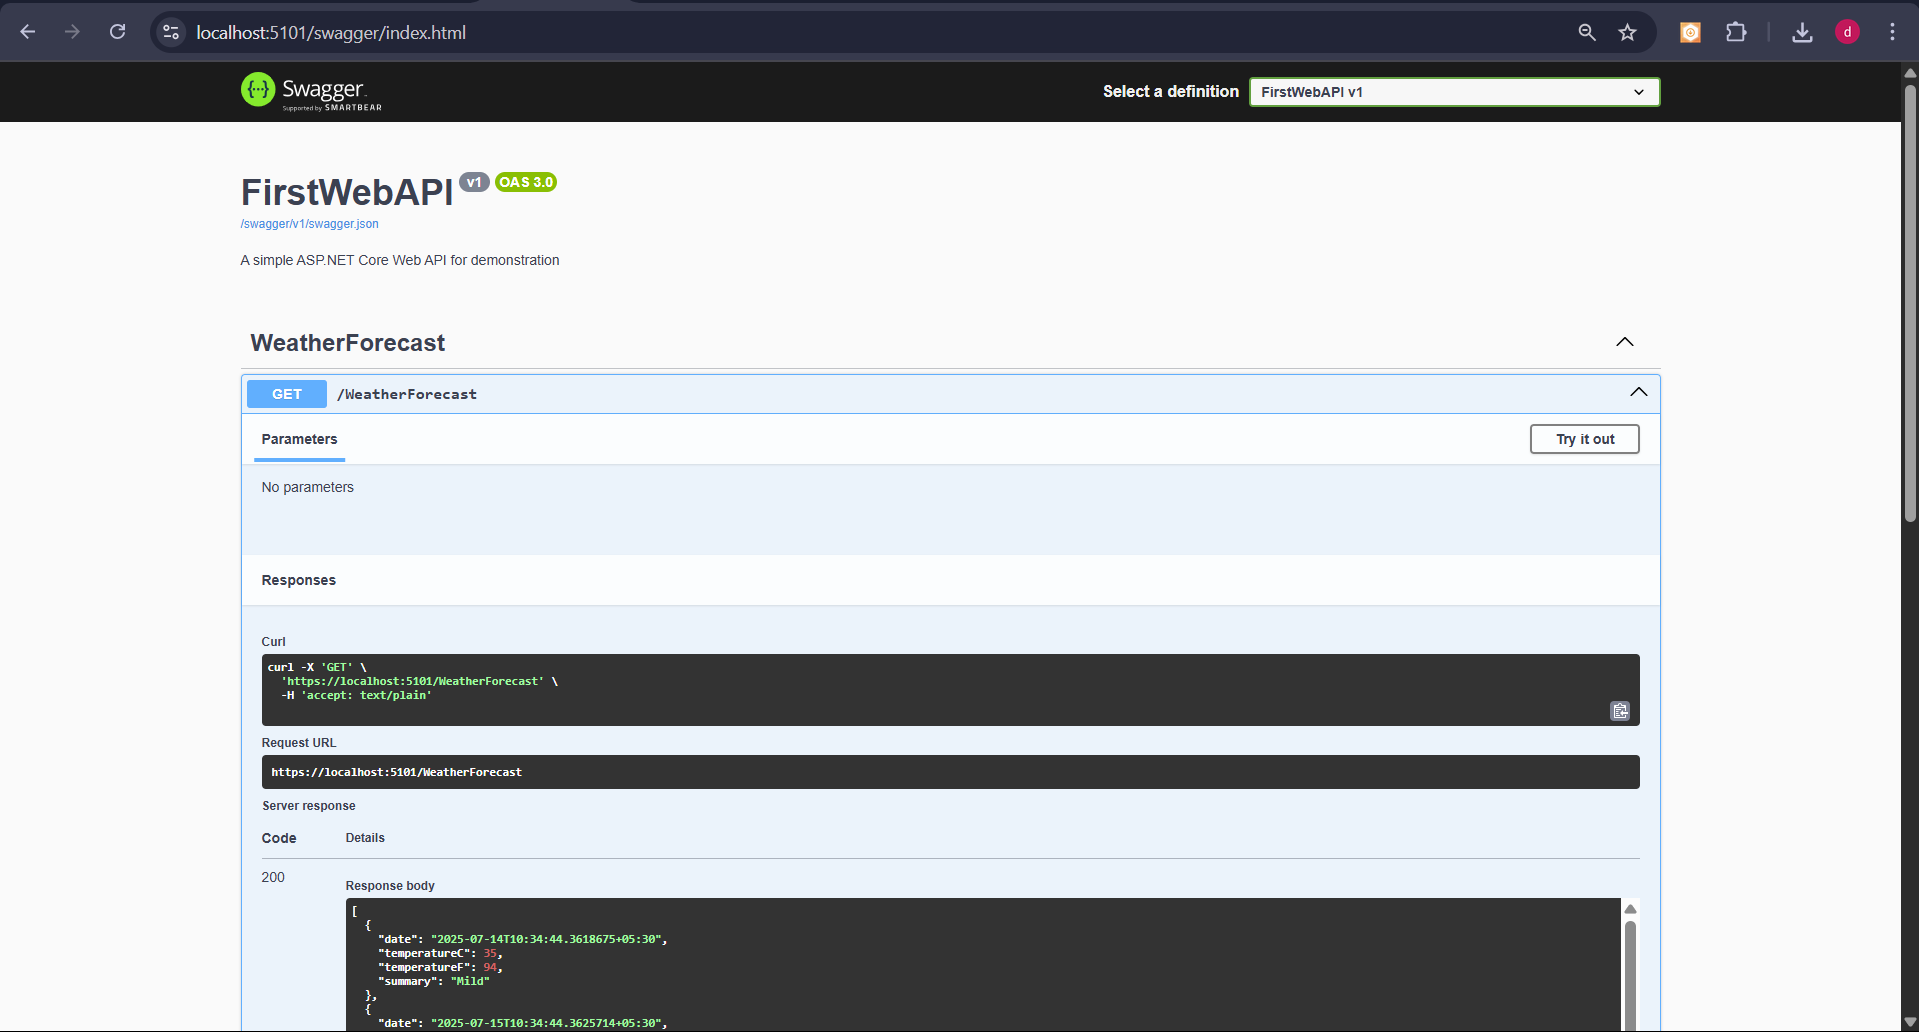 localhost:5101/swagger/index.html
d
{···} Swagger
Supported by SMARTBEAR
Select a definition
FirstWebAPI v1
FirstWebAPI v1 OAS 3.0
/swagger/v1/swagger.json
A simple ASP.NET Core Web API for demonstration
WeatherForecast
GET /WeatherForecast
Parameters
Try it out
No parameters
Responses
Curl
curl -X 'GET' \
  'https://localhost:5101/WeatherForecast' \
  -H 'accept: text/plain'
Request URL
https://localhost:5101/WeatherForecast
Server response
Code Details
200
Response body
[
  {
    "date": "2025-07-14T10:34:44.3618675+05:30",
    "temperatureC": 35,
    "temperatureF": 94,
    "summary": "Mild"
  },
  {
    "date": "2025-07-15T10:34:44.3625714+05:30",